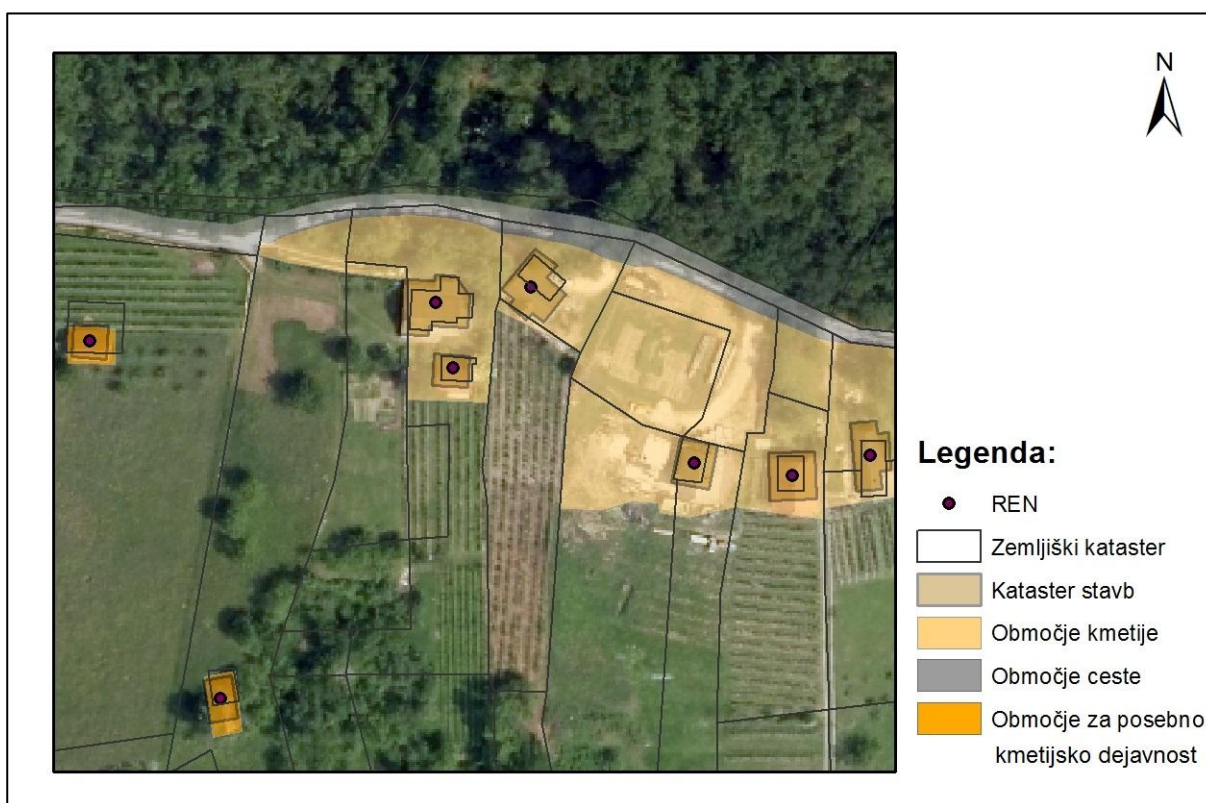 N
Legenda:
REN
Zemljiški kataster
Kataster stavb
Območje kmetije
Območje ceste
Območje za posebno
kmetijsko dejavnost